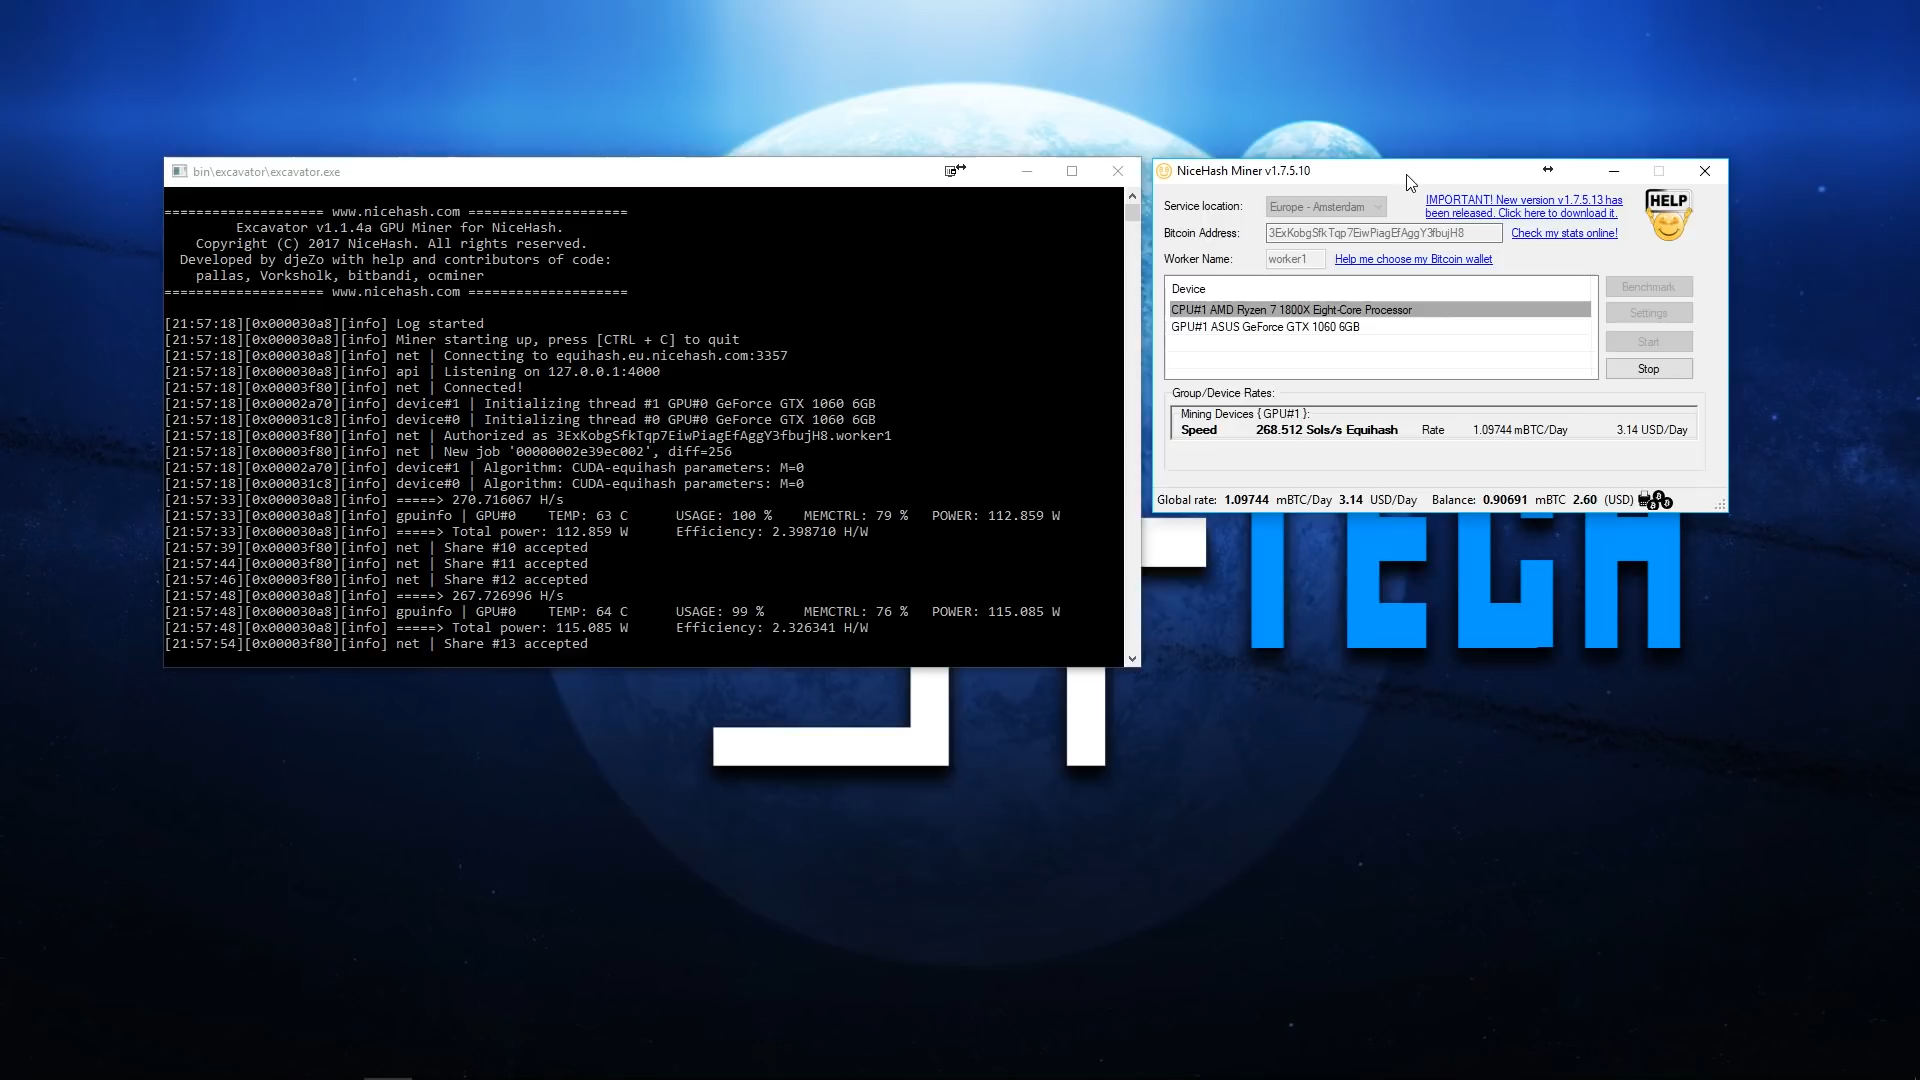 bin\excavator\excavator.exe
==================== www.nicehash.com ====================
Excavator v1.1.4a GPU Miner for NiceHash.
Copyright (C) 2017 NiceHash. All rights reserved.
Developed by djeZo with help and contributors of code:
pallas, Vorksholk, bitbandi, ocminer
==================== www.nicehash.com ====================
[21:57:18][0x000030a8][info] Log started
[21:57:18][0x000030a8][info] Miner starting up, press [CTRL + C] to quit
[21:57:18][0x000030a8][info] net | Connecting to equihash.eu.nicehash.com:3357
[21:57:18][0x000030a8][info] api | Listening on 127.0.0.1:4000
[21:57:18][0x00003f80][info] net | Connected!
[21:57:18][0x00002a70][info] device#1 | Initializing thread #1 GPU#0 GeForce GTX 1060 6GB
[21:57:18][0x000031c8][info] device#0 | Initializing thread #0 GPU#0 GeForce GTX 1060 6GB
[21:57:18][0x00003f80][info] net | Authorized as 3ExKobgSfkTqp7EiwPiagEfAggY3fbujH8.worker1
[21:57:18][0x00003f80][info] net | New job '00000002e39ec002', diff=256
[21:57:18][0x00002a70][info] device#1 | Algorithm: CUDA-equihash parameters: M=0
[21:57:18][0x000031c8][info] device#0 | Algorithm: CUDA-equihash parameters: M=0
[21:57:33][0x000030a8][info] =====> 270.716067 H/s
[21:57:33][0x000030a8][info] gpuinfo | GPU#0 TEMP: 63 C USAGE: 100 % MEMCTRL: 79 % POWER: 112.859 W
[21:57:33][0x000030a8][info] =====> Total power: 112.859 W Efficiency: 2.398710 H/W
[21:57:39][0x00003f80][info] net | Share #10 accepted
[21:57:44][0x00003f80][info] net | Share #11 accepted
[21:57:46][0x00003f80][info] net | Share #12 accepted
[21:57:48][0x000030a8][info] =====> 267.726996 H/s
[21:57:48][0x000030a8][info] gpuinfo | GPU#0 TEMP: 64 C USAGE: 99 % MEMCTRL: 76 % POWER: 115.085 W
[21:57:48][0x000030a8][info] =====> Total power: 115.085 W Efficiency: 2.326341 H/W
[21:57:54][0x00003f80][info] net | Share #13 accepted
NiceHash Miner v1.7.5.10
Service location: Europe - Amsterdam
IMPORTANT! New version v1.7.5.13 has
been released. Click here to download it.
HELP
Bitcoin Address: 3ExKobgSfkTqp7EiwPiagEfAggY3fbujH8 Check my stats online!
Worker Name: worker1 Help me choose my Bitcoin wallet
Device
CPU#1 AMD Ryzen 7 1800X Eight-Core Processor
GPU#1 ASUS GeForce GTX 1060 6GB
Benchmark
Settings
Start
Stop
Group/Device Rates:
Mining Devices { GPU#1 }:
Speed 268.512 Sols/s Equihash Rate 1.09744 mBTC/Day 3.14 USD/Day
Global rate: 1.09744 mBTC/Day 3.14 USD/Day Balance: 0.90691 mBTC 2.60 (USD)
TECH